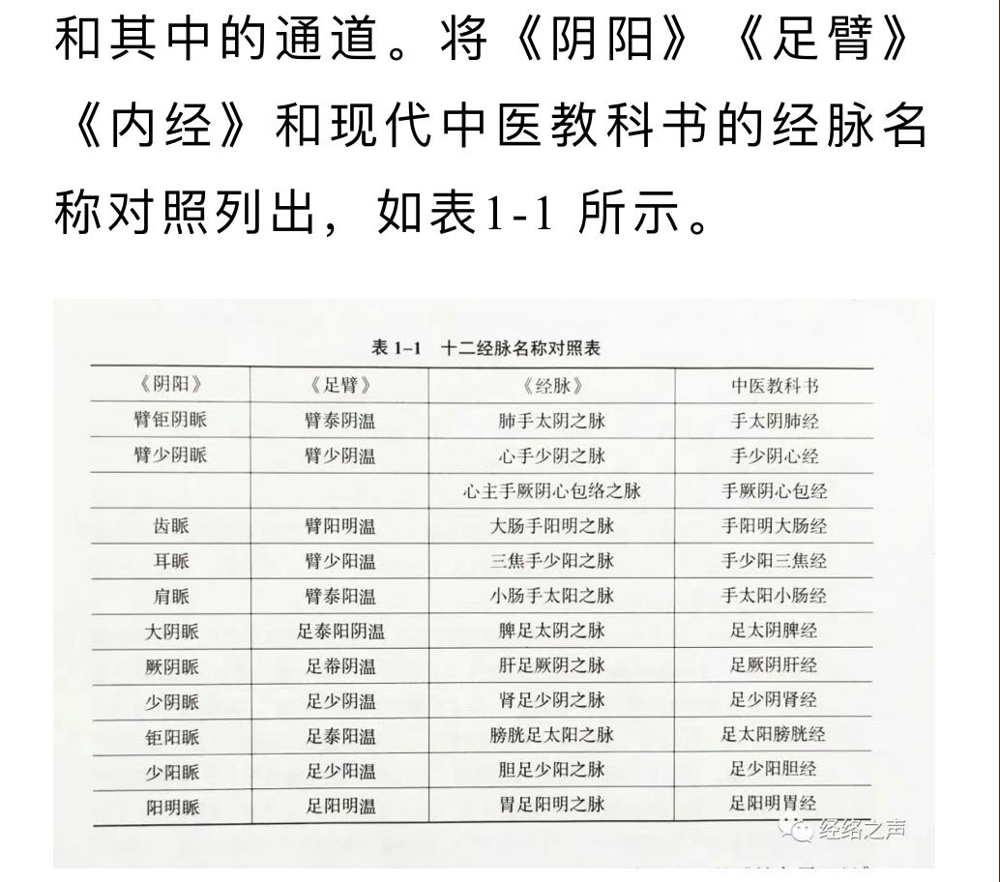 和其中的通道。将《阴阳》《足臂》
《内经》和现代中医教科书的经脉名
称对照列出，如表1-1 所示。
表 1-1 十二经脉名称对照表
《阴阳》 《足臂》 《经脉》 中医教科书
臂钜阴眽 臂泰阴温 肺手太阴之脉 手太阴肺经
臂少阴眽 臂少阴温 心手少阴之脉 手少阴心经
心主手厥阴心包络之脉 手厥阴心包经
齿眽 臂阳明温 大肠手阳明之脉 手阳明大肠经
耳眽 臂少阳温 三焦手少阳之脉 手少阳三焦经
肩眽 臂泰阳温 小肠手太阳之脉 手太阳小肠经
大阴眽 足泰阳阴温 脾足太阴之脉 足太阴脾经
厥阴眽 足帣阴温 肝足厥阴之脉 足厥阴肝经
少阴眽 足少阴温 肾足少阴之脉 足少阴肾经
钜阳眽 足泰阳温 膀胱足太阳之脉 足太阳膀胱经
少阳眽 足少阳温 胆足少阳之脉 足少阳胆经
阳明眽 足阳明温 胃足阳明之脉 足阳明胃经
经络之声